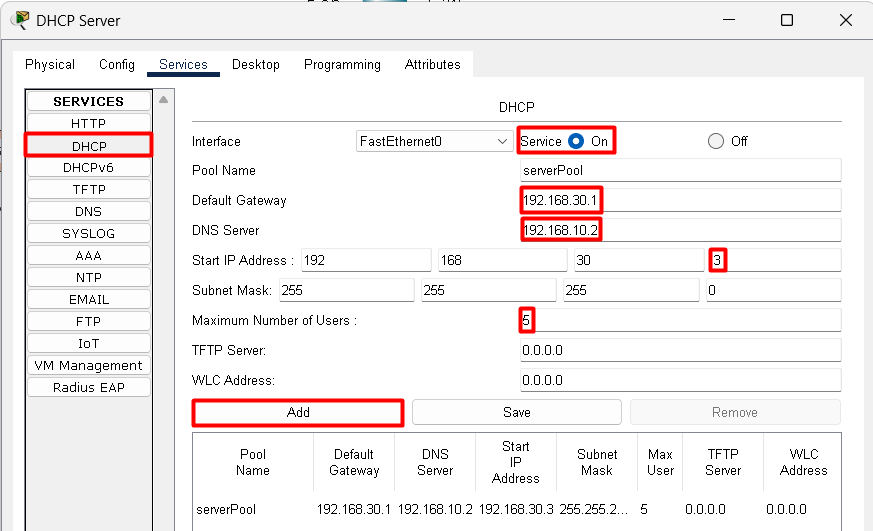 DHCP Server
Physical Config Services Desktop Programming Attributes
SERVICES
HTTP
DHCP
DHCPv6
TFTP
DNS
SYSLOG
AAA
NTP
EMAIL
FTP
IoT
VM Management
Radius EAP
DHCP
Interface FastEthernet0 Service On Off
Pool Name serverPool
Default Gateway 192.168.30.1
DNS Server 192.168.10.2
Start IP Address : 192 168 30 3
Subnet Mask: 255 255 255 0
Maximum Number of Users : 5
TFTP Server: 0.0.0.0
WLC Address: 0.0.0.0
Add Save Remove
Pool Name Default Gateway DNS Server Start IP Address Subnet Mask Max User TFTP Server WLC Address
serverPool 192.168.30.1 192.168.10.2 192.168.30.3 255.255.2... 5 0.0.0.0 0.0.0.0